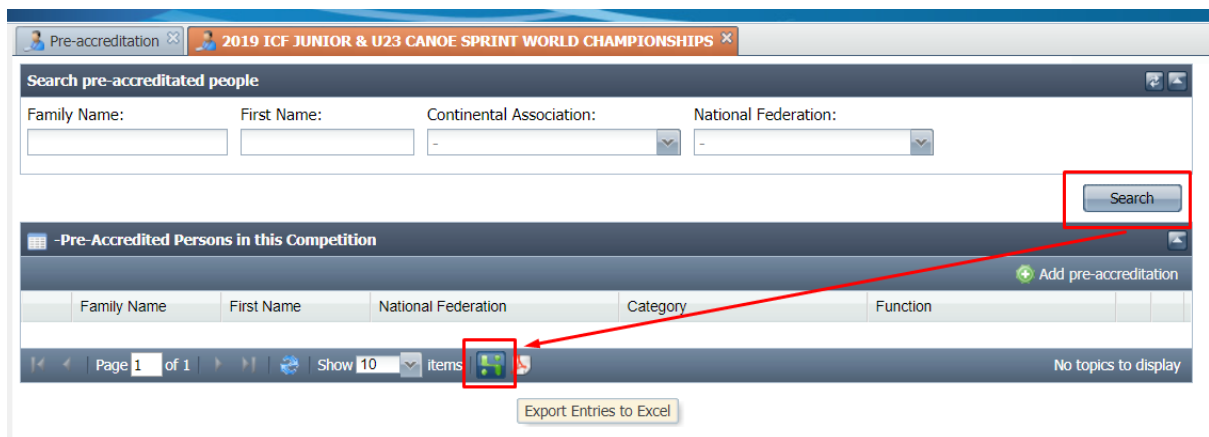 Pre-accreditation
2019 ICF JUNIOR & U23 CANOE SPRINT WORLD CHAMPIONSHIPS
Search pre-accreditated people
Family Name: First Name: Continental Association: National Federation:
- -
Search
-Pre-Accredited Persons in this Competition
Add pre-accreditation
Family Name First Name National Federation Category Function
Page 1 of 1 Show 10 items No topics to display
Export Entries to Excel